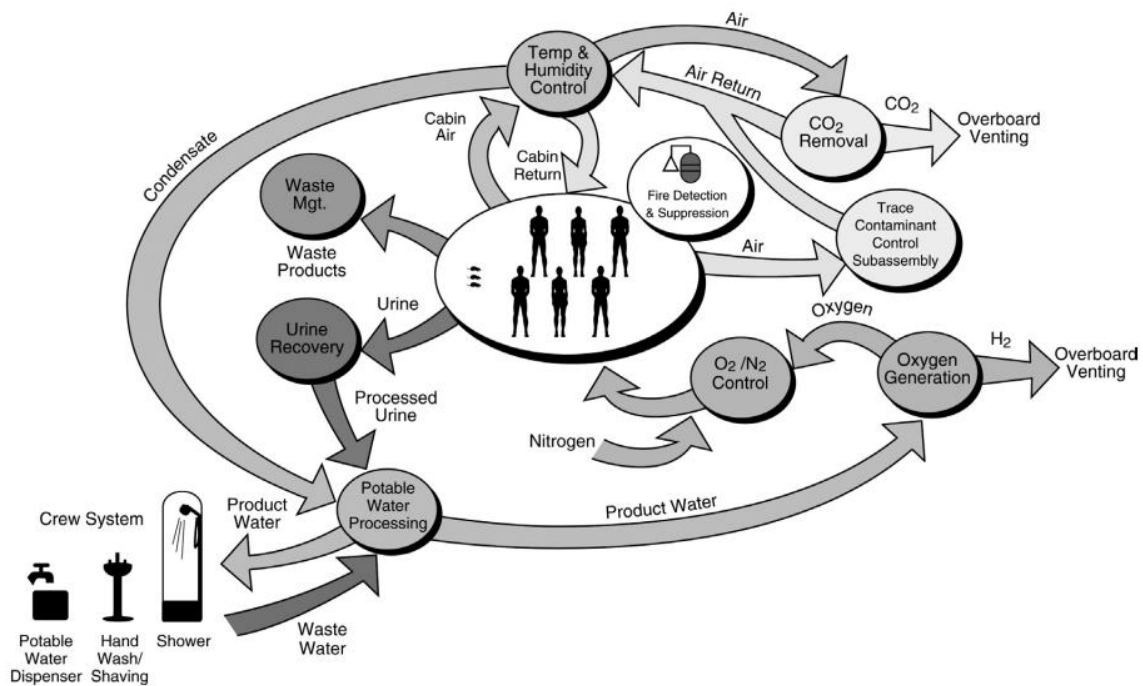 Air
Temp &
Humidity
Control
Air Return
CO2
Removal
CO2
Overboard
Venting
Cabin
Air
Cabin
Return
Condensate
Waste
Mgt.
Waste
Products
Fire Detection
& Suppression
Air
Trace
Contaminant
Control
Subassembly
Urine
Urine
Recovery
Processed
Urine
Oxygen
O2 /N2
Control
Oxygen
Generation
H2
Overboard
Venting
Nitrogen
Potable
Water
Processing
Product
Water
Product Water
Crew System
Waste
Water
Potable
Water
Dispenser
Hand
Wash/
Shaving
Shower